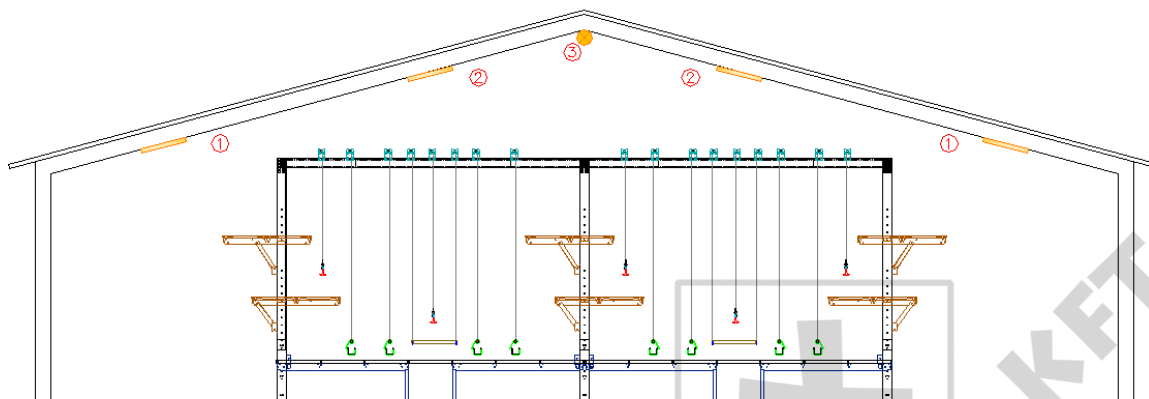 ③
② ②
① ①
KFT